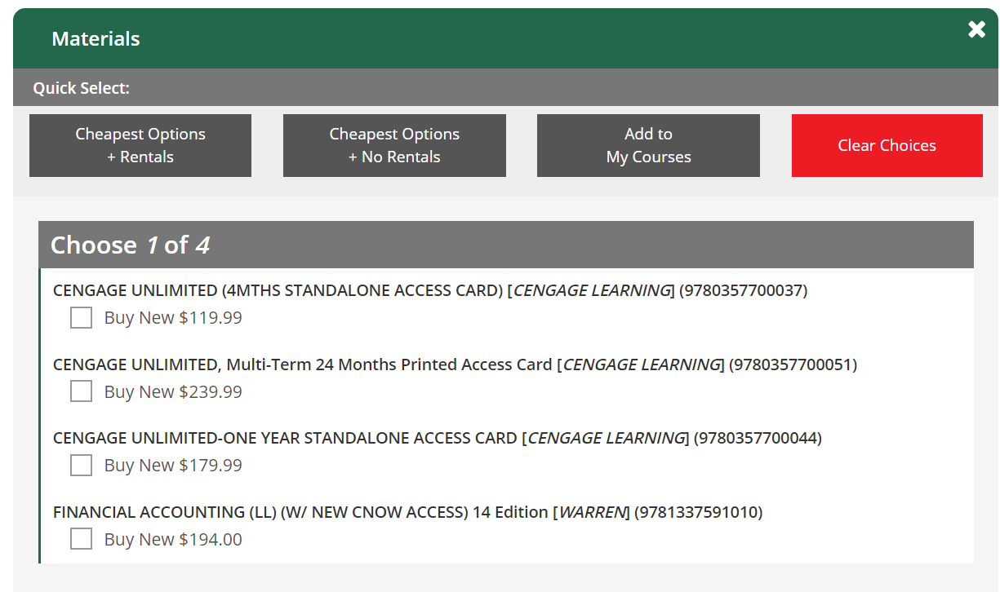 Materials
Quick Select:
Cheapest Options
+ Rentals
Cheapest Options
+ No Rentals
Add to
My Courses
Clear Choices
Choose 1 of 4
CENGAGE UNLIMITED (4MTHS STANDALONE ACCESS CARD) [CENGAGE LEARNING] (9780357700037)
Buy New $119.99
CENGAGE UNLIMITED, Multi-Term 24 Months Printed Access Card [CENGAGE LEARNING] (9780357700051)
Buy New $239.99
CENGAGE UNLIMITED-ONE YEAR STANDALONE ACCESS CARD [CENGAGE LEARNING] (9780357700044)
Buy New $179.99
FINANCIAL ACCOUNTING (LL) (W/ NEW CNOW ACCESS) 14 Edition [WARREN] (9781337591010)
Buy New $194.00